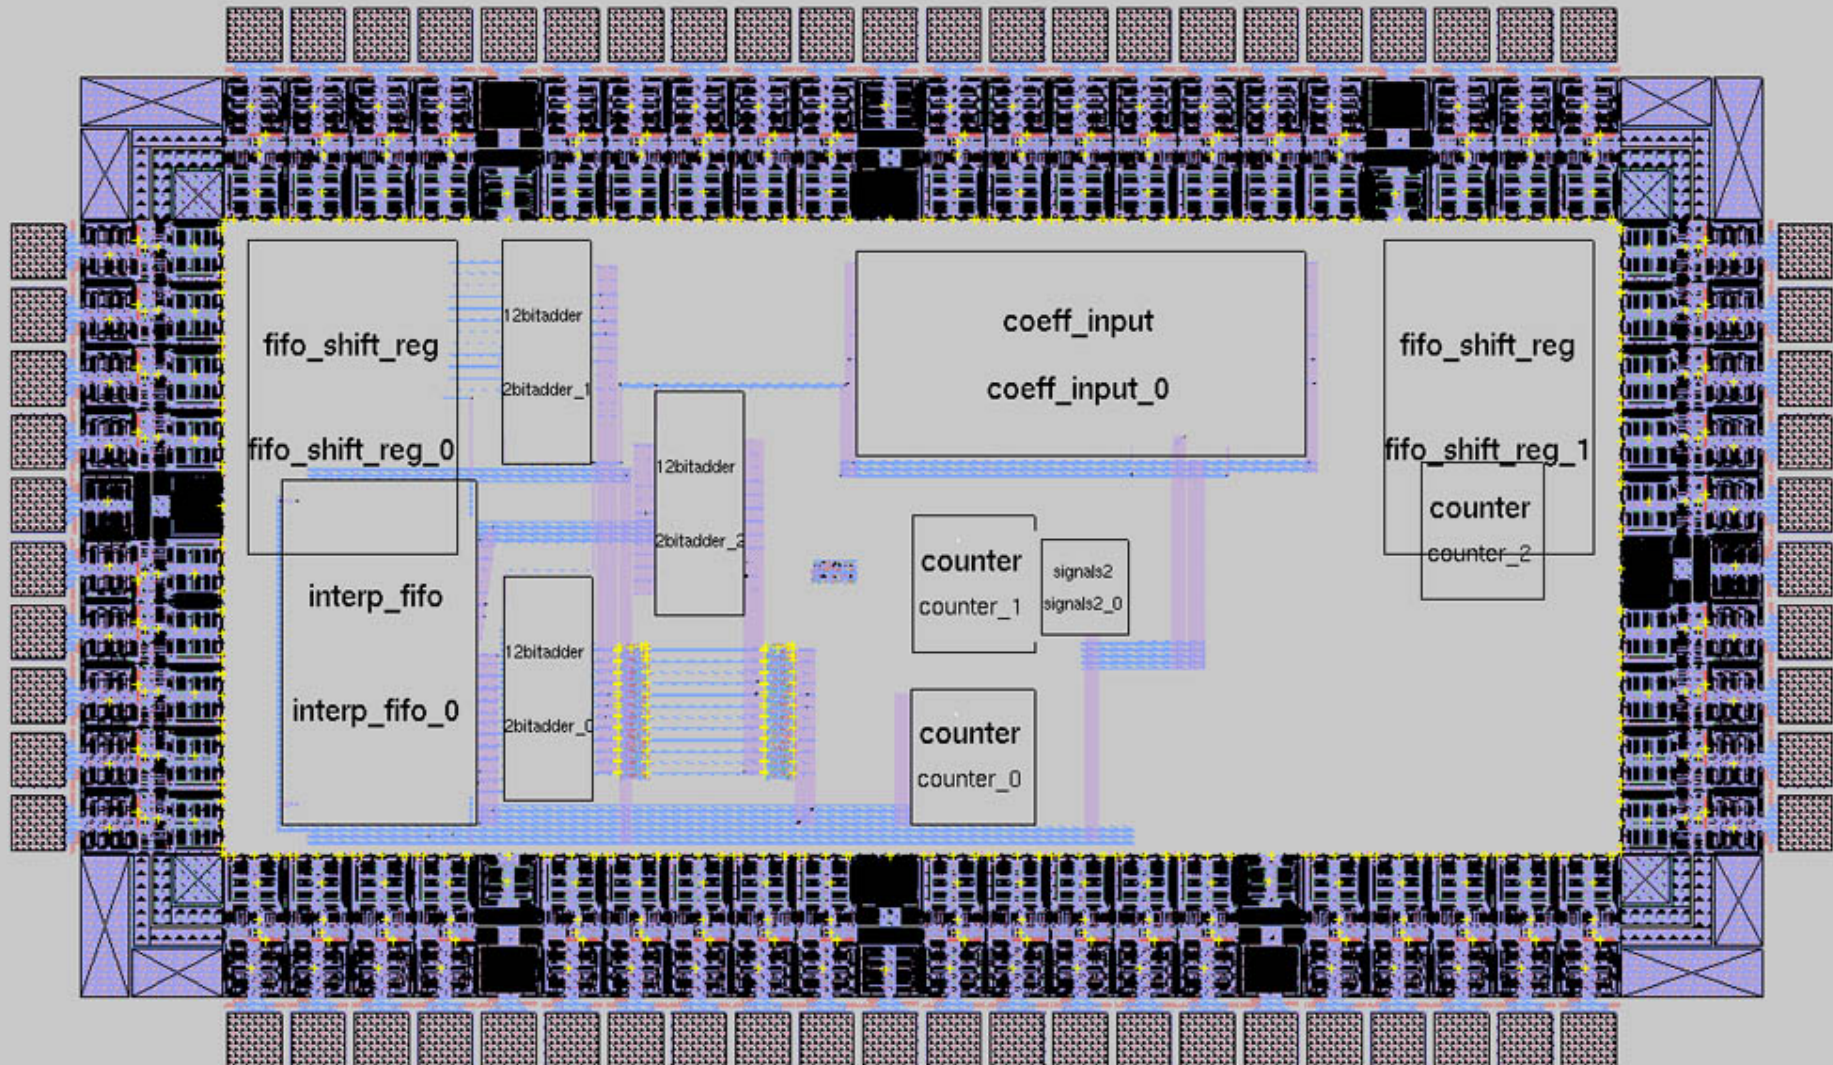 fifo_shift_reg
fifo_shift_reg_0
12bitadder
2bitadder_1
12bitadder
2bitadder_2
coeff_input
coeff_input_0
fifo_shift_reg
fifo_shift_reg_1
counter
counter_2
interp_fifo
interp_fifo_0
12bitadder
2bitadder_0
counter
counter_1
signals2
signals2_0
counter
counter_0